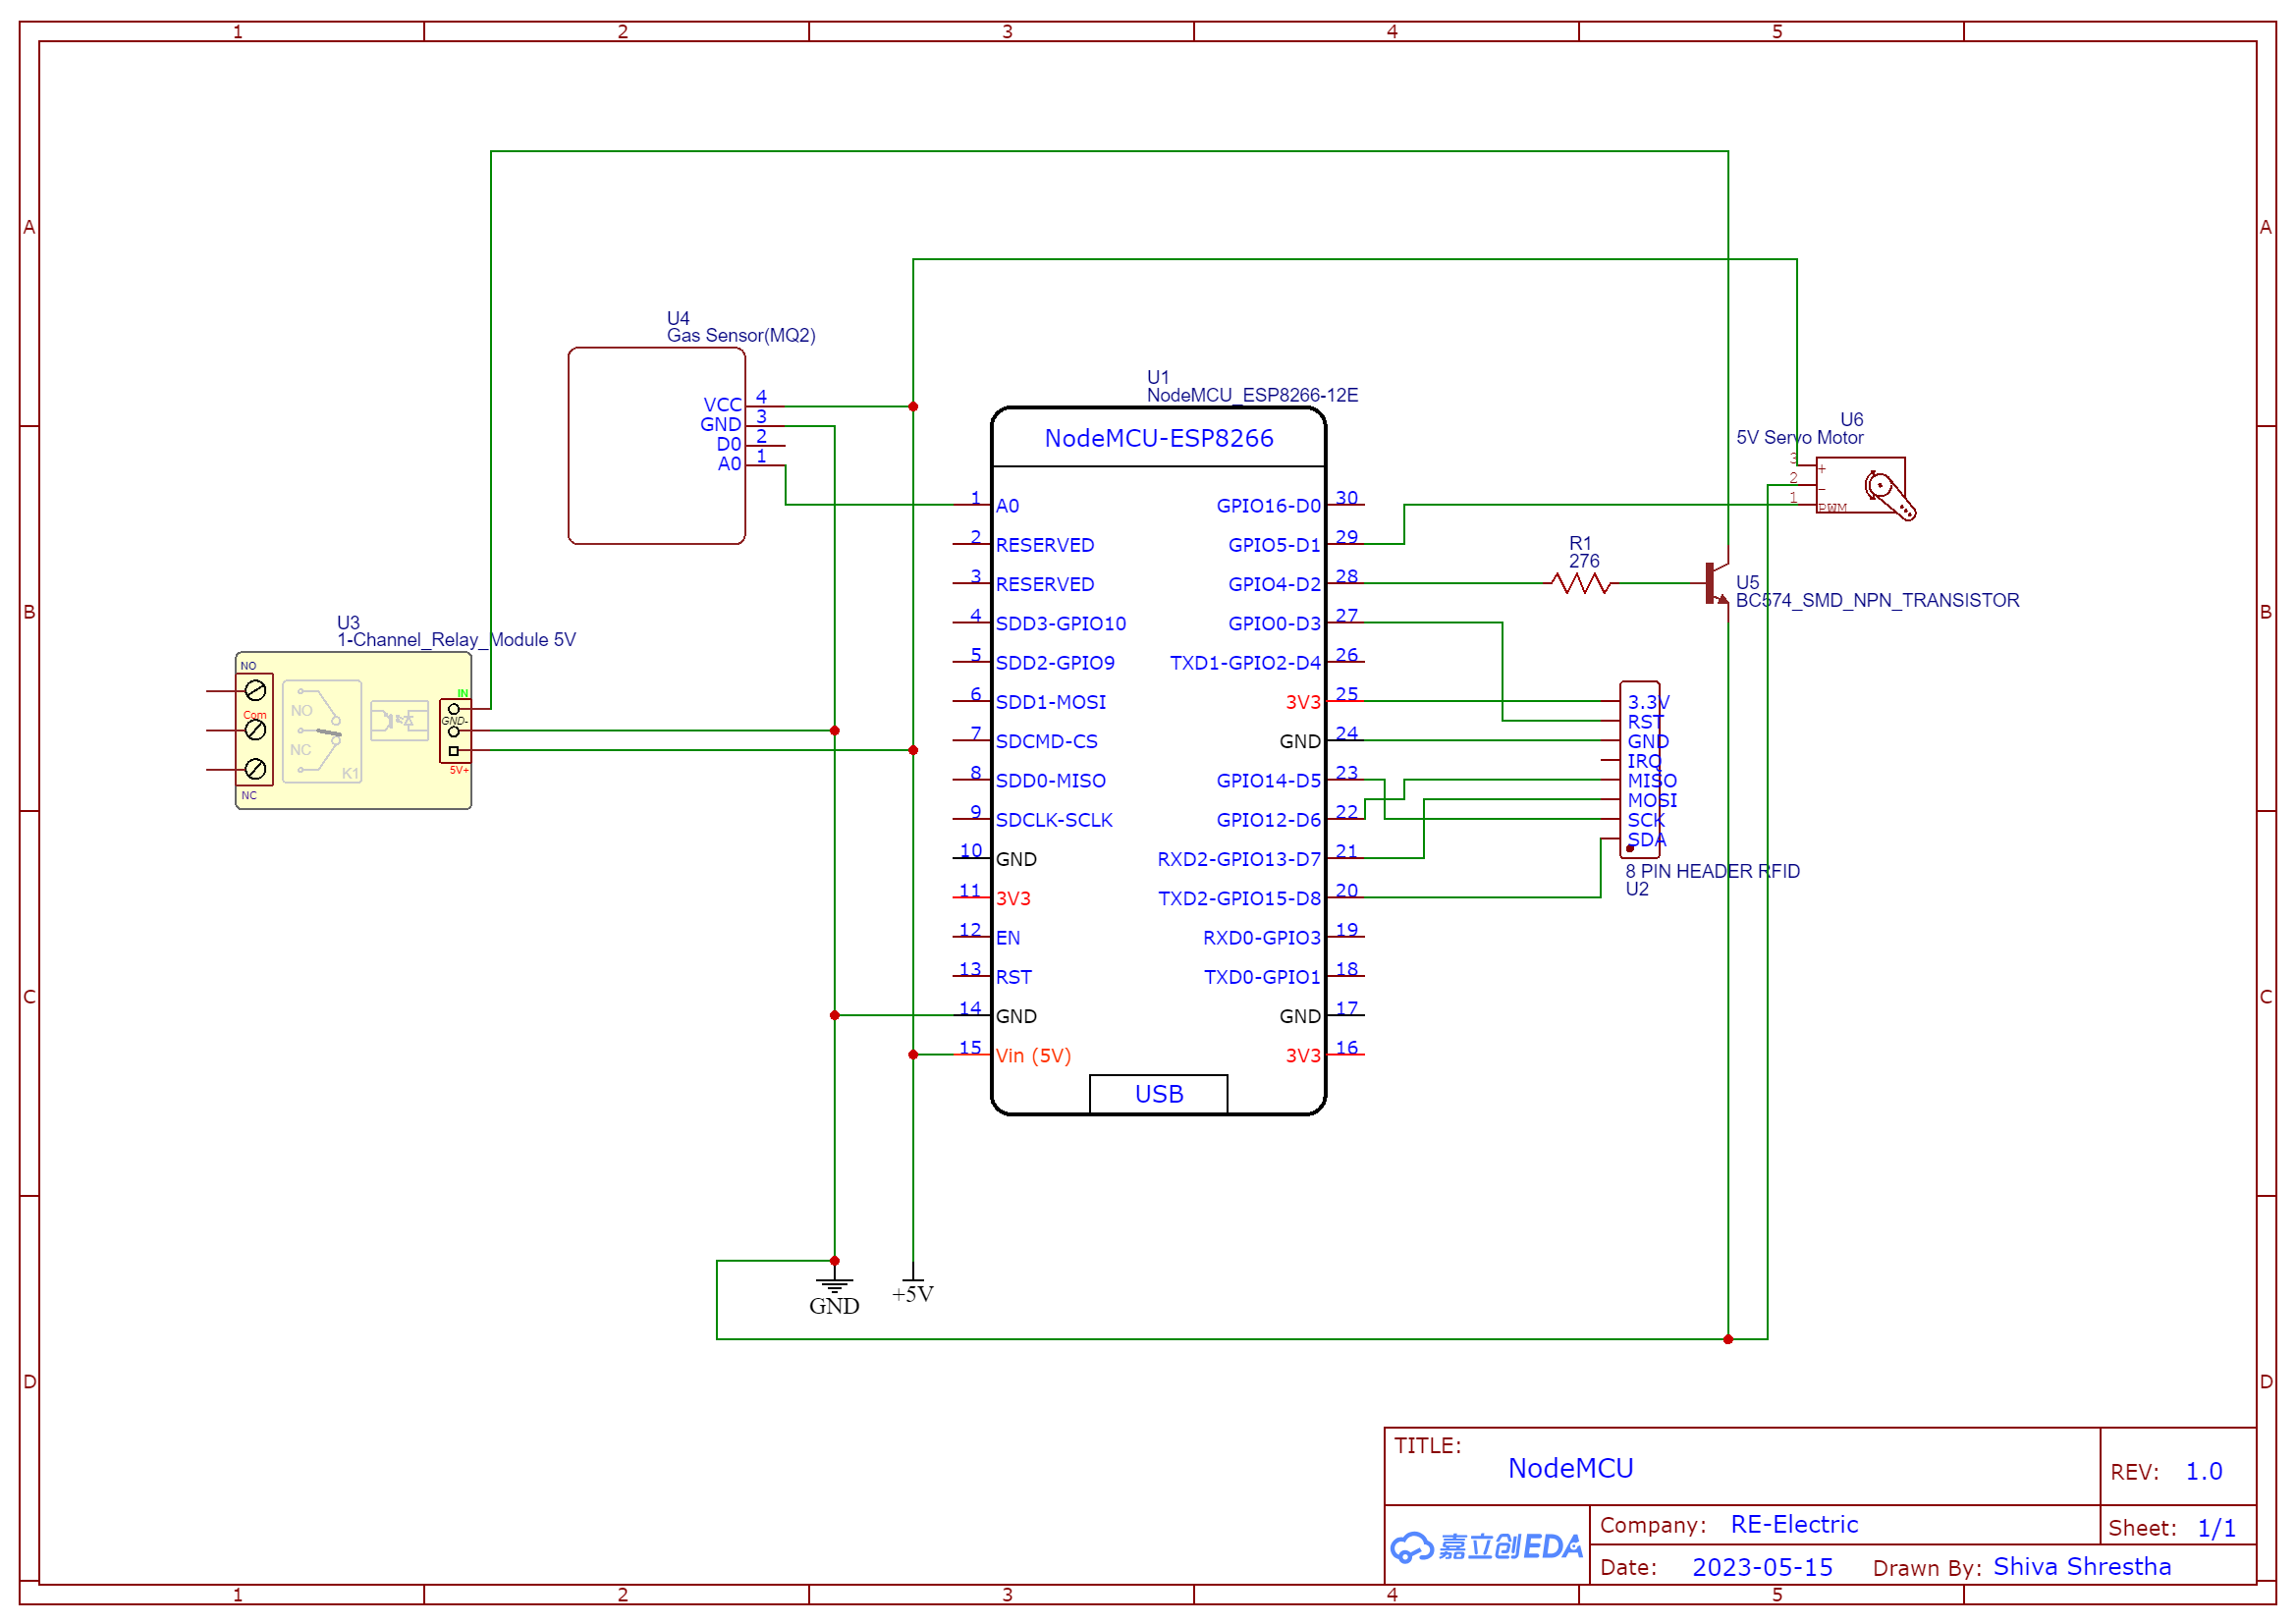 1 2 3 4 5
A
A
U4
Gas Sensor(MQ2)
VCC 4
GND 3
D0 2
A0 1
U1
NodeMCU_ESP8266-12E
NodeMCU-ESP8266
1 A0
2 RESERVED
3 RESERVED
4 SDD3-GPIO10
5 SDD2-GPIO9
6 SDD1-MOSI
7 SDCMD-CS
8 SDD0-MISO
9 SDCLK-SCLK
10 GND
11 3V3
12 EN
13 RST
14 GND
15 Vin (5V)
GPIO16-D0 30
GPIO5-D1 29
GPIO4-D2 28
GPIO0-D3 27
TXD1-GPIO2-D4 26
3V3 25
GND 24
GPIO14-D5 23
GPIO12-D6 22
RXD2-GPIO13-D7 21
TXD2-GPIO15-D8 20
RXD0-GPIO3 19
TXD0-GPIO1 18
GND 17
3V3 16
USB
U6
5V Servo Motor
3 +
2 -
1 PWM
R1
276
U5
BC574_SMD_NPN_TRANSISTOR
B
B
U3
1-Channel_Relay_Module 5V
NO
Com
NC
NO
NC
K1
IN
GND-
5V+
3.3V
RST
GND
IRQ
MISO
MOSI
SCK
SDA
8 PIN HEADER RFID
U2
C
C
GND
+5V
D
D
TITLE:
NodeMCU
REV: 1.0
嘉立创EDA
Company: RE-Electric
Sheet: 1/1
Date: 2023-05-15
Drawn By: Shiva Shrestha
1 2 3 4 5